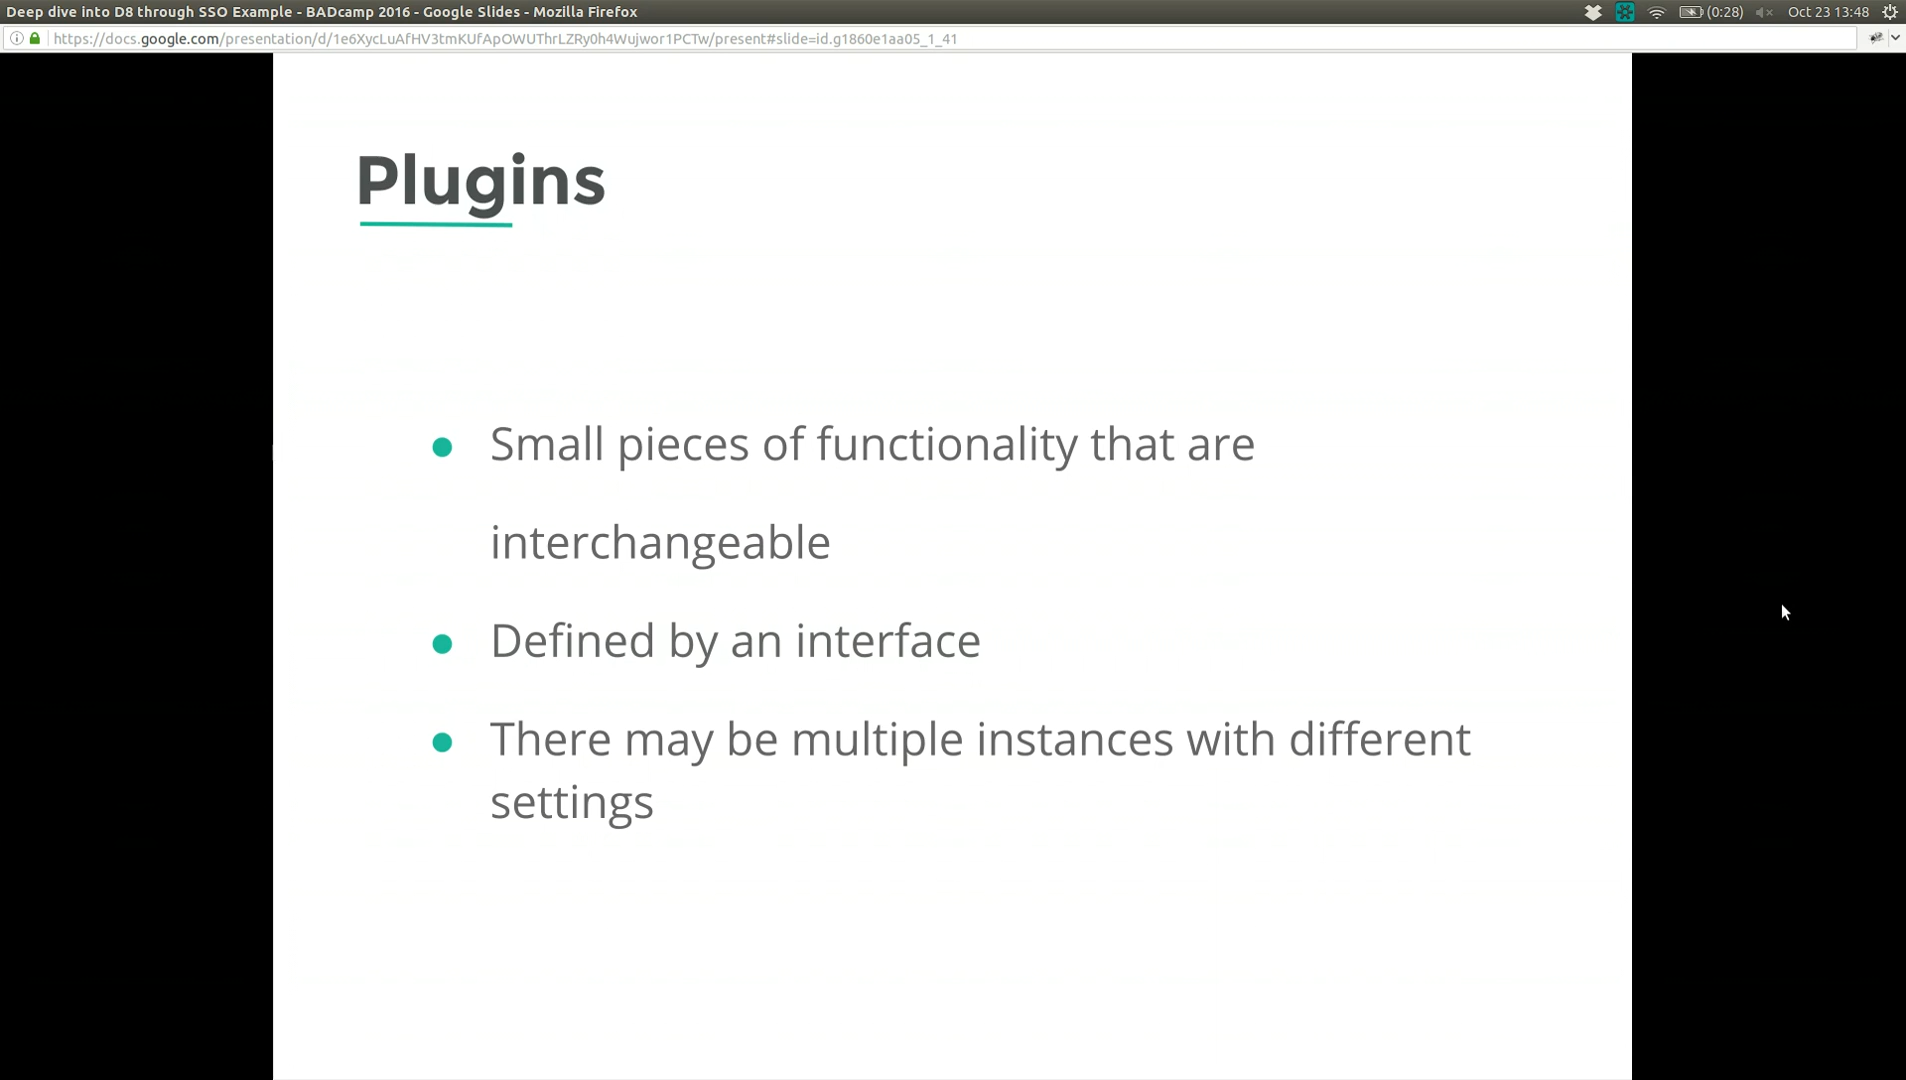 Deep dive into D8 through SSO Example - BADcamp 2016 - Google Slides - Mozilla Firefox
(0:28)
Oct 23 13:48
https://docs.google.com/presentation/d/1e6XycLuAfHV3tmKUfApOWUThrLZRy0h4Wujwor1PCTw/present#slide=id.g1860e1aa05_1_41
Plugins
Small pieces of functionality that are
interchangeable
Defined by an interface
There may be multiple instances with different
settings